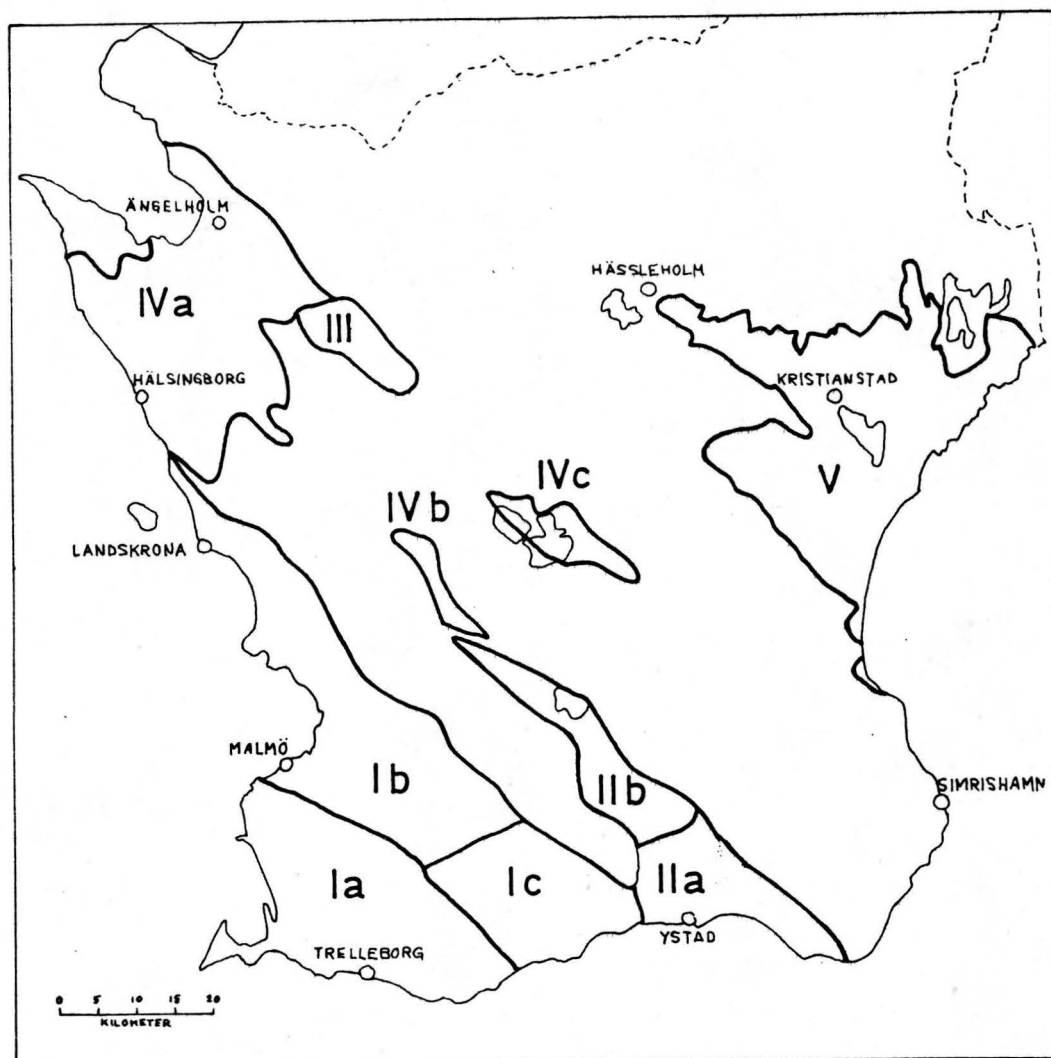 ÄNGELHOLM
HÄSSLEHOLM
IVa
III
HÄLSINGBORG
KRISTIANSTAD
IVc
V
IVb
LANDSKRONA
MALMÖ
Ib
IIb
SIMRISHAMN
Ia
Ic
IIa
YSTAD
TRELLEBORG
0 5 10 15 20
KILOMETER